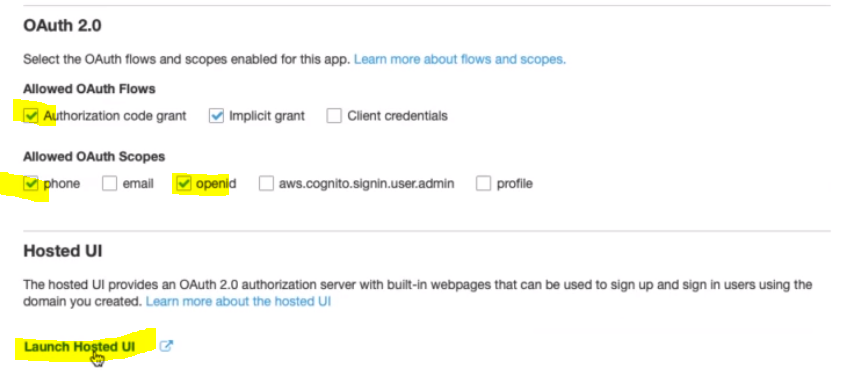 OAuth 2.0
Select the OAuth flows and scopes enabled for this app. Learn more about flows and scopes.
Allowed OAuth Flows
Authorization code grant Implicit grant Client credentials
Allowed OAuth Scopes
phone email openid aws.cognito.signin.user.admin profile
Hosted UI
The hosted UI provides an OAuth 2.0 authorization server with built-in webpages that can be used to sign up and sign in users using the
domain you created. Learn more about the hosted UI
Launch Hosted UI